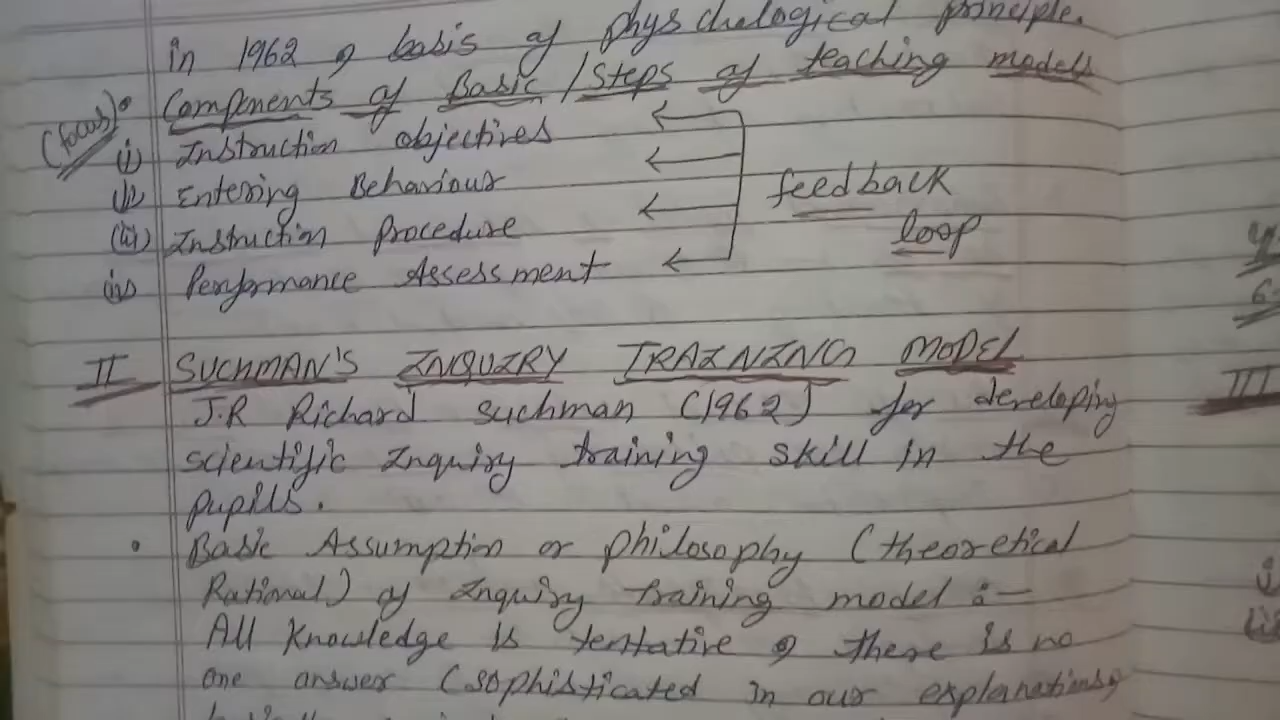 in 1962, basis of physchalogical principle.
(focus) • Components of Basic / Steps of teaching models
(i) Instruction objectives
(ii) Entering Behaviour
(iii) Instruction Procedure
iv) Performance Assessment
feedback
loop
II SUCHMAN'S INQUIRY TRAINING MODEL
J.R Richard Suchman (1962) for developing
scientific Inquiry training skill in the
pupils.
• Basic Assumption or philosophy (theoretical
Rational) of Inquiry training model :-
All Knowledge is tentative, there is no
one answer (sophisticated in our explanations,
III